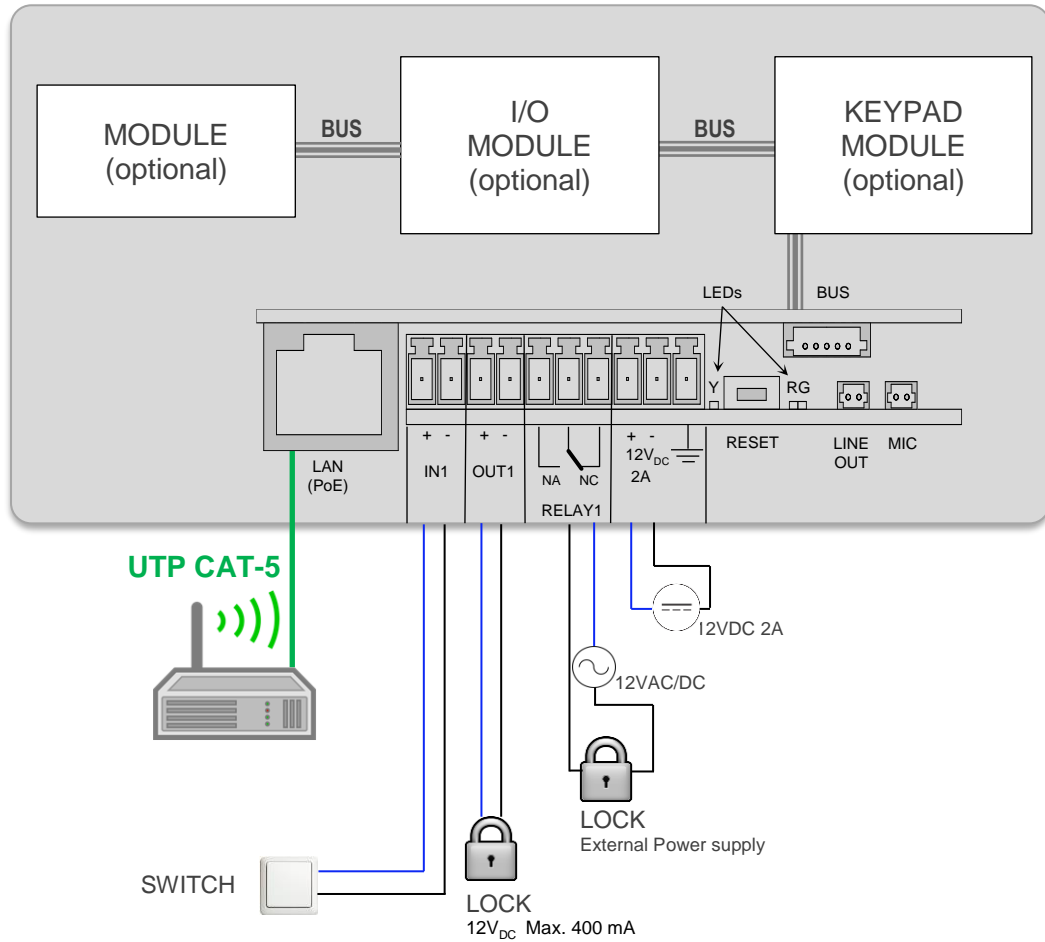 MODULE
(optional)
BUS
I/O
MODULE
(optional)
BUS
KEYPAD
MODULE
(optional)
LEDs
BUS
Y
RG
LAN
(PoE)
+ -
IN1
+ -
OUT1
NA
NC
RELAY1
+ -
12VDC
2A
RESET
LINE
OUT
MIC
UTP CAT-5
12VDC 2A
12VAC/DC
LOCK
External Power supply
SWITCH
LOCK
12VDC Max. 400 mA